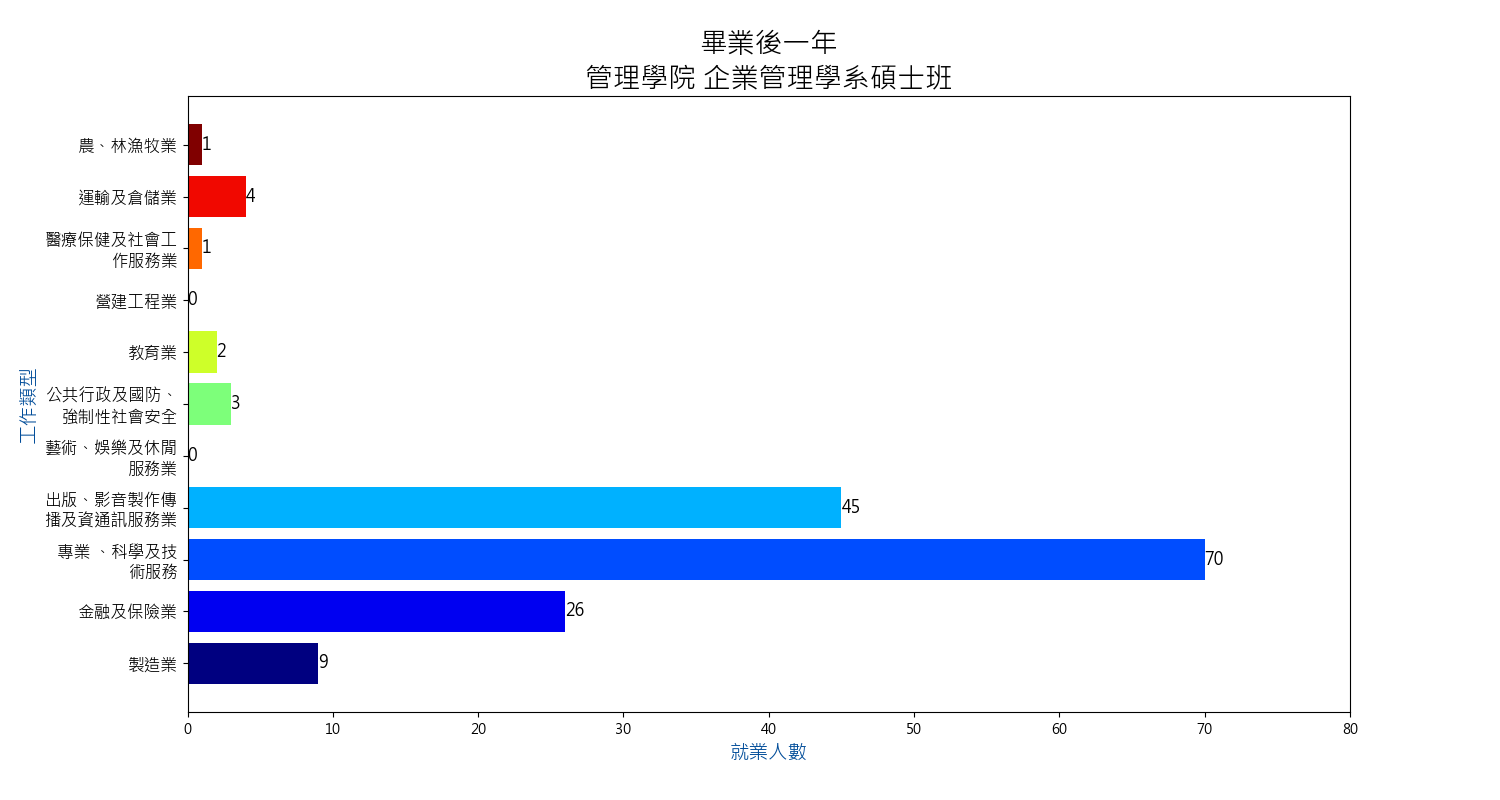 畢業後一年
管理學院 企業管理學系碩士班
農、林漁牧業
1
運輸及倉儲業
4
醫療保健及社會工
作服務業
1
營建工程業
0
教育業
2
公共行政及國防、
強制性社會安全
3
藝術、娛樂及休閒
服務業
0
出版、影音製作傳
播及資通訊服務業
45
專業 、科學及技
術服務
70
金融及保險業
26
製造業
9
工作類型
0 10 20 30 40 50 60 70 80
就業人數